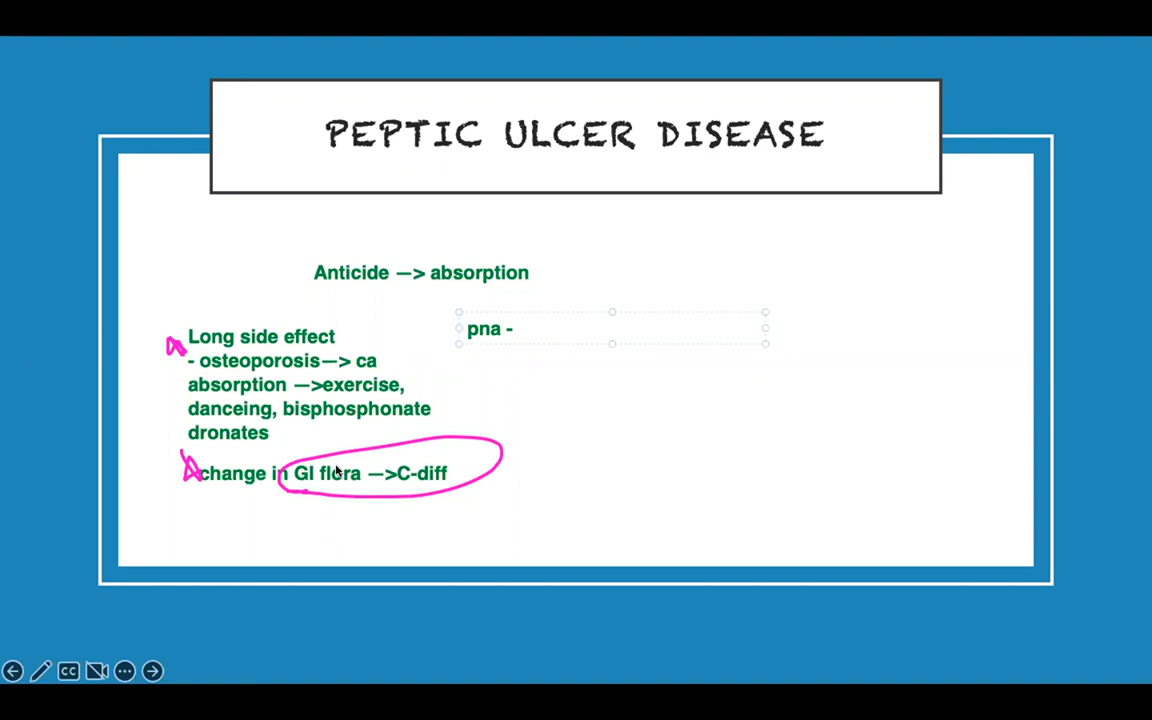 PEPTIC ULCER DISEASE
Anticide —> absorption
pna -
Long side effect
- osteoporosis—> ca
absorption —>exercise,
danceing, bisphosphonate
dronates
change in GI flora —>C-diff
CC